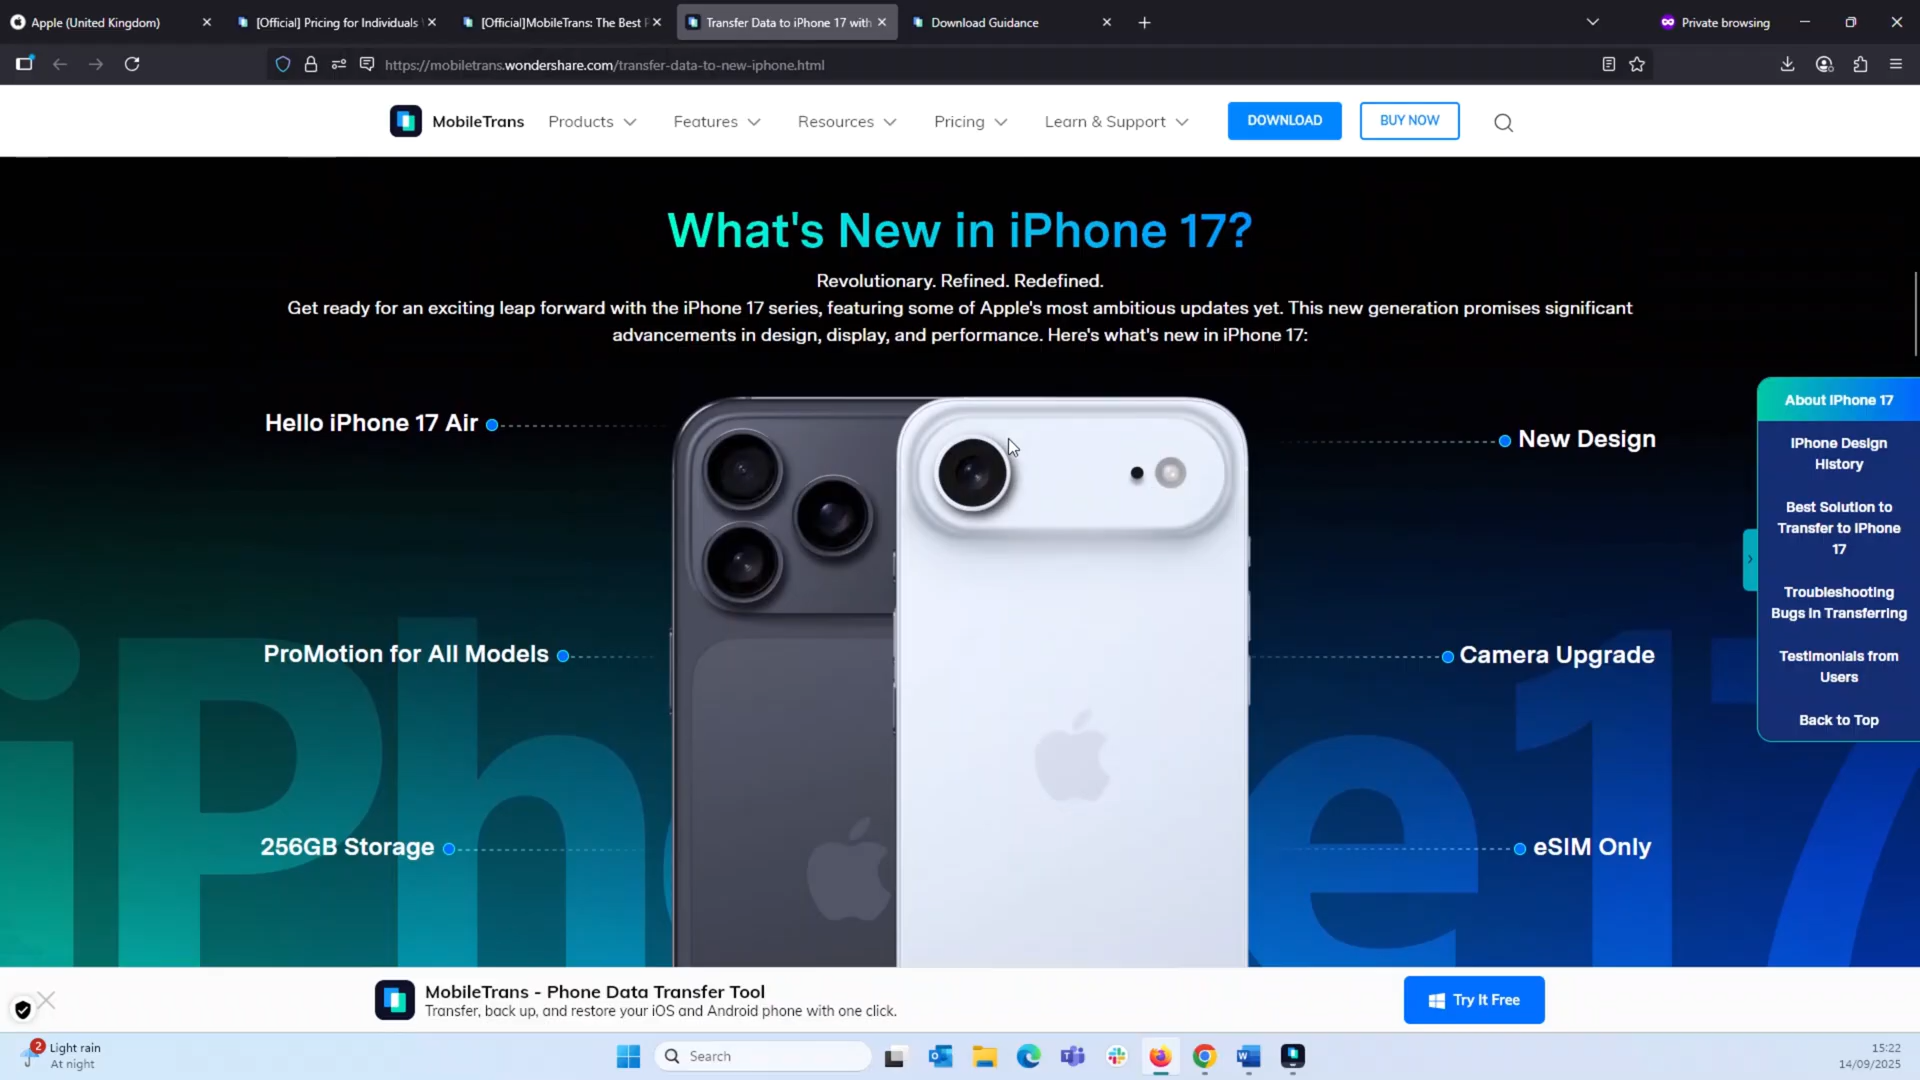 Apple (United Kingdom)
[Official] Pricing for Individuals
[Official]MobileTrans: The Best
Transfer Data to iPhone 17 with
Download Guidance
Private browsing
https://mobiletrans.wondershare.com/transfer-data-to-new-iphone.html
MobileTrans
Products
Features
Resources
Pricing
Learn & Support
DOWNLOAD
BUY NOW
What's New in iPhone 17?
Revolutionary. Refined. Redefined.
Get ready for an exciting leap forward with the iPhone 17 series, featuring some of Apple's most ambitious updates yet. This new generation promises significant
advancements in design, display, and performance. Here's what's new in iPhone 17:
Hello iPhone 17 Air
New Design
ProMotion for All Models
Camera Upgrade
256GB Storage
eSIM Only
About iPhone 17
iPhone Design
History
Best Solution to
Transfer to iPhone
17
Troubleshooting
Bugs in Transferring
Testimonials from
Users
Back to Top
iPh
e17
MobileTrans - Phone Data Transfer Tool
Transfer, back up, and restore your iOS and Android phone with one click.
Try It Free
2
Light rain
At night
Search
15:22
14/09/2025